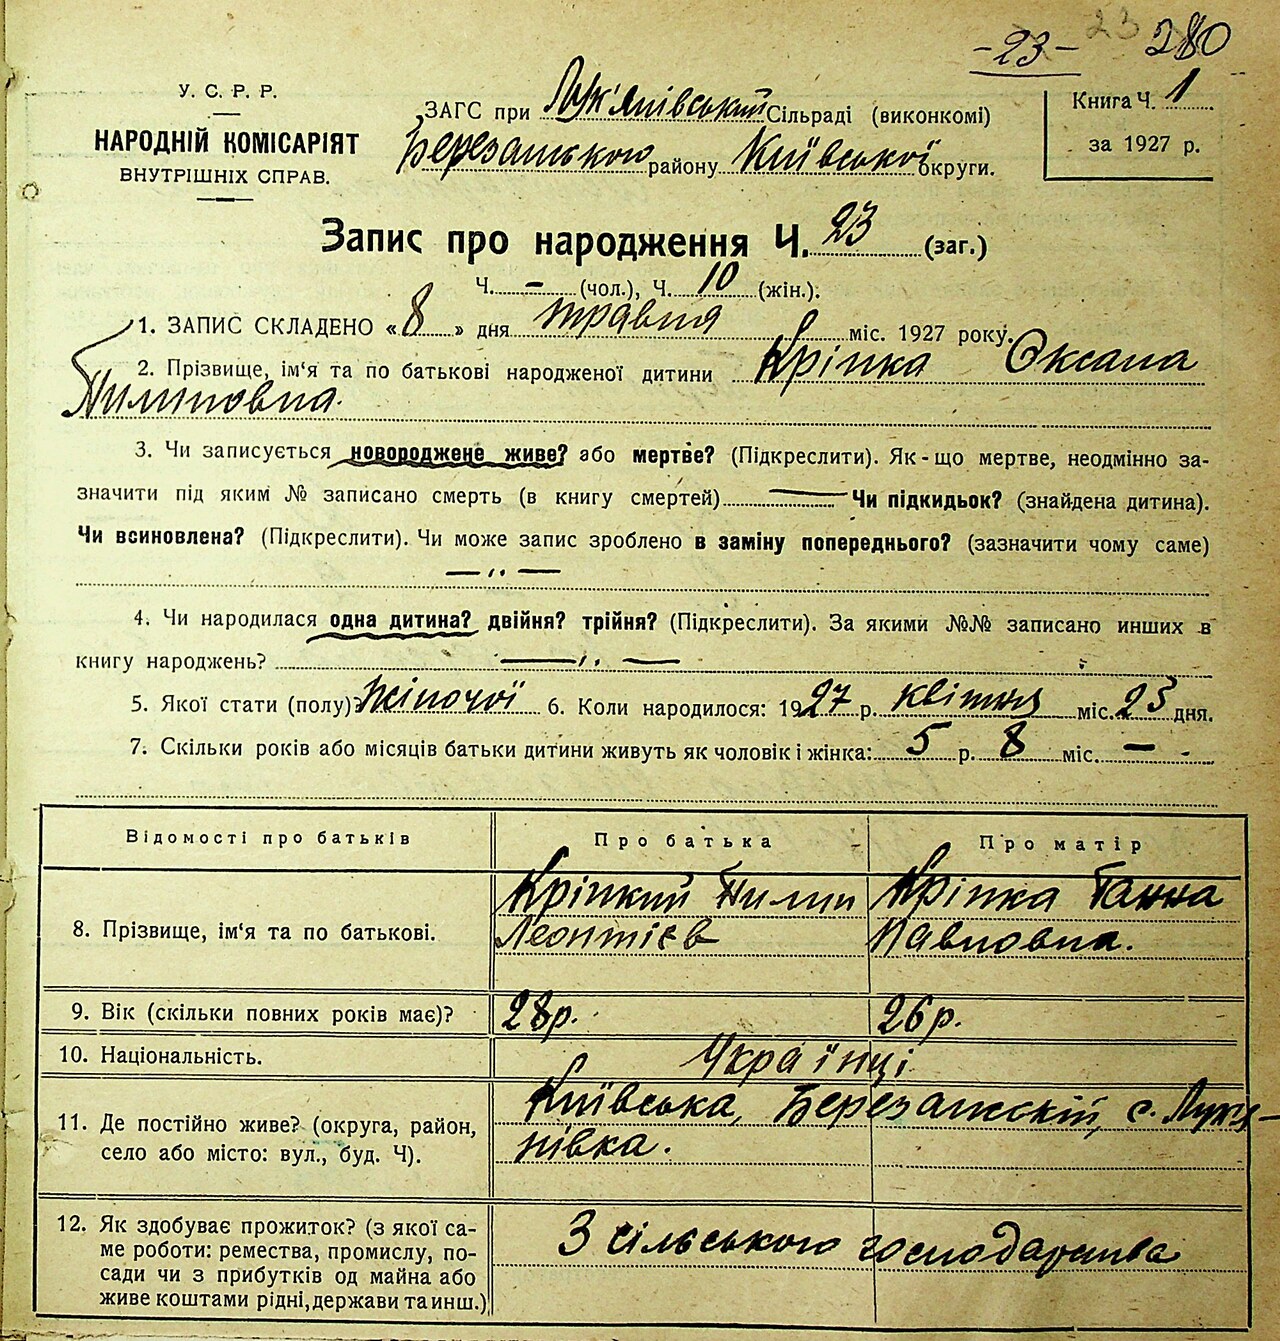 -23- 23 280
У. С. Р. Р.
НАРОДНІЙ КОМІСАРІЯТ
ВНУТРІШНІХ СПРАВ.
ЗАГС при Лук'янівський Сільраді (виконкомі)
Березанського району Київської округи.
Книга Ч. 1
за 1927 р.
Запис про народження Ч. 23 (заг.)
Ч. - (чол.), Ч. 10 (жін.).
1. ЗАПИС СКЛАДЕНО «8» дня травня міс. 1927 року.
2. Прізвище, ім'я та по батькові народженої дитини Кріпка Оксана
Пилиповна.
3. Чи записується новороджене живе? або мертве? (Підкреслити). Як-що мертве, неодмінно за-
значити під яким № записано смерть (в книгу смертей) — Чи підкидьок? (знайдена дитина).
Чи всиновлена? (Підкреслити). Чи може запис зроблено в заміну попереднього? (зазначити чому саме)
— „ —
4. Чи народилася одна дитина? двійня? трійня? (Підкреслити). За якими №№ записано инших в
книгу народжень? — „ —
5. Якої стати (полу)? Жіночої 6. Коли народилося: 1927 р. квітня міс. 25 дня.
7. Скільки років або місяців батьки дитини живуть як чоловік і жінка: 5 р. 8 міс. — -
Відомості про батьків Про батька Про матір
8. Прізвище, ім'я та по батькові. Кріпкий Пилип Кріпка Ганна
Леонтієв Павловна.
9. Вік (скільки повних років має)? 28р. 26р.
10. Національність. Українці
11. Де постійно живе? (округа, район, Київська, Березанскій, с. Лукя-
село або місто: вул., буд. Ч). нівка.
12. Як здобуває прожиток? (з якої са- З сільського господарства
ме роботи: ремества, промислу, по-
сади чи з прибутків од майна або
живе коштами рідні, держави та инш.)